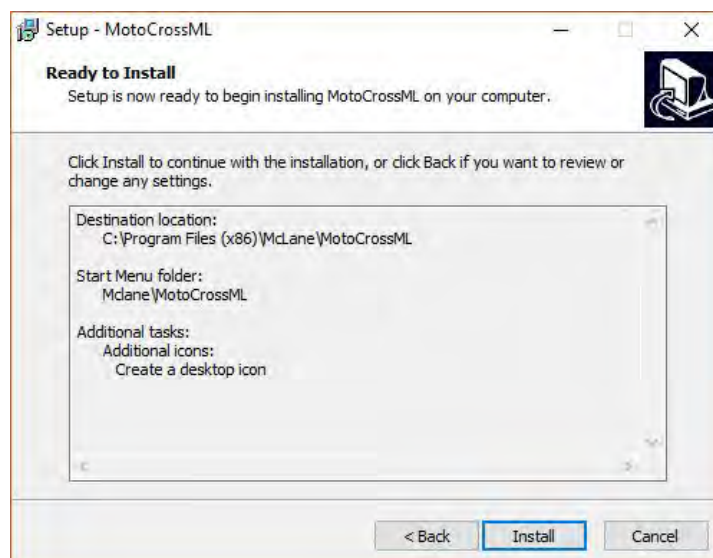 Setup - MotoCrossML
Ready to Install
Setup is now ready to begin installing MotoCrossML on your computer.
Click Install to continue with the installation, or click Back if you want to review or
change any settings.
Destination location:
C:\Program Files (x86)\McLane\MotoCrossML
Start Menu folder:
Mclane\MotoCrossML
Additional tasks:
Additional icons:
Create a desktop icon
< Back
Install
Cancel